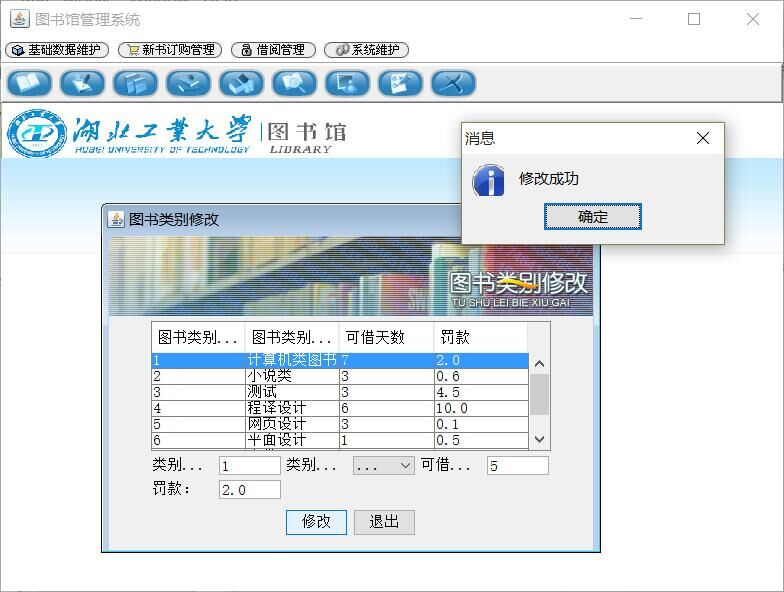 图书馆管理系统
基础数据维护 新书订购管理 借阅管理 系统维护
湖北工業大學 图书馆
HUBEI UNIVERSITY OF TECHNOLOGY LIBRARY
消息
修改成功
确定
图书类别修改
图书类别修改
TU SHU LEI BIE XIU GAI
图书类别... 图书类别... 可借天数 罚款
1 计算机类图书 7 2.0
2 小说类 3 0.6
3 测试 3 4.5
4 程译设计 6 10.0
5 网页设计 3 0.1
6 平面设计 1 0.5
类别... 1 类别... ... 可借... 5
罚款： 2.0
修改 退出